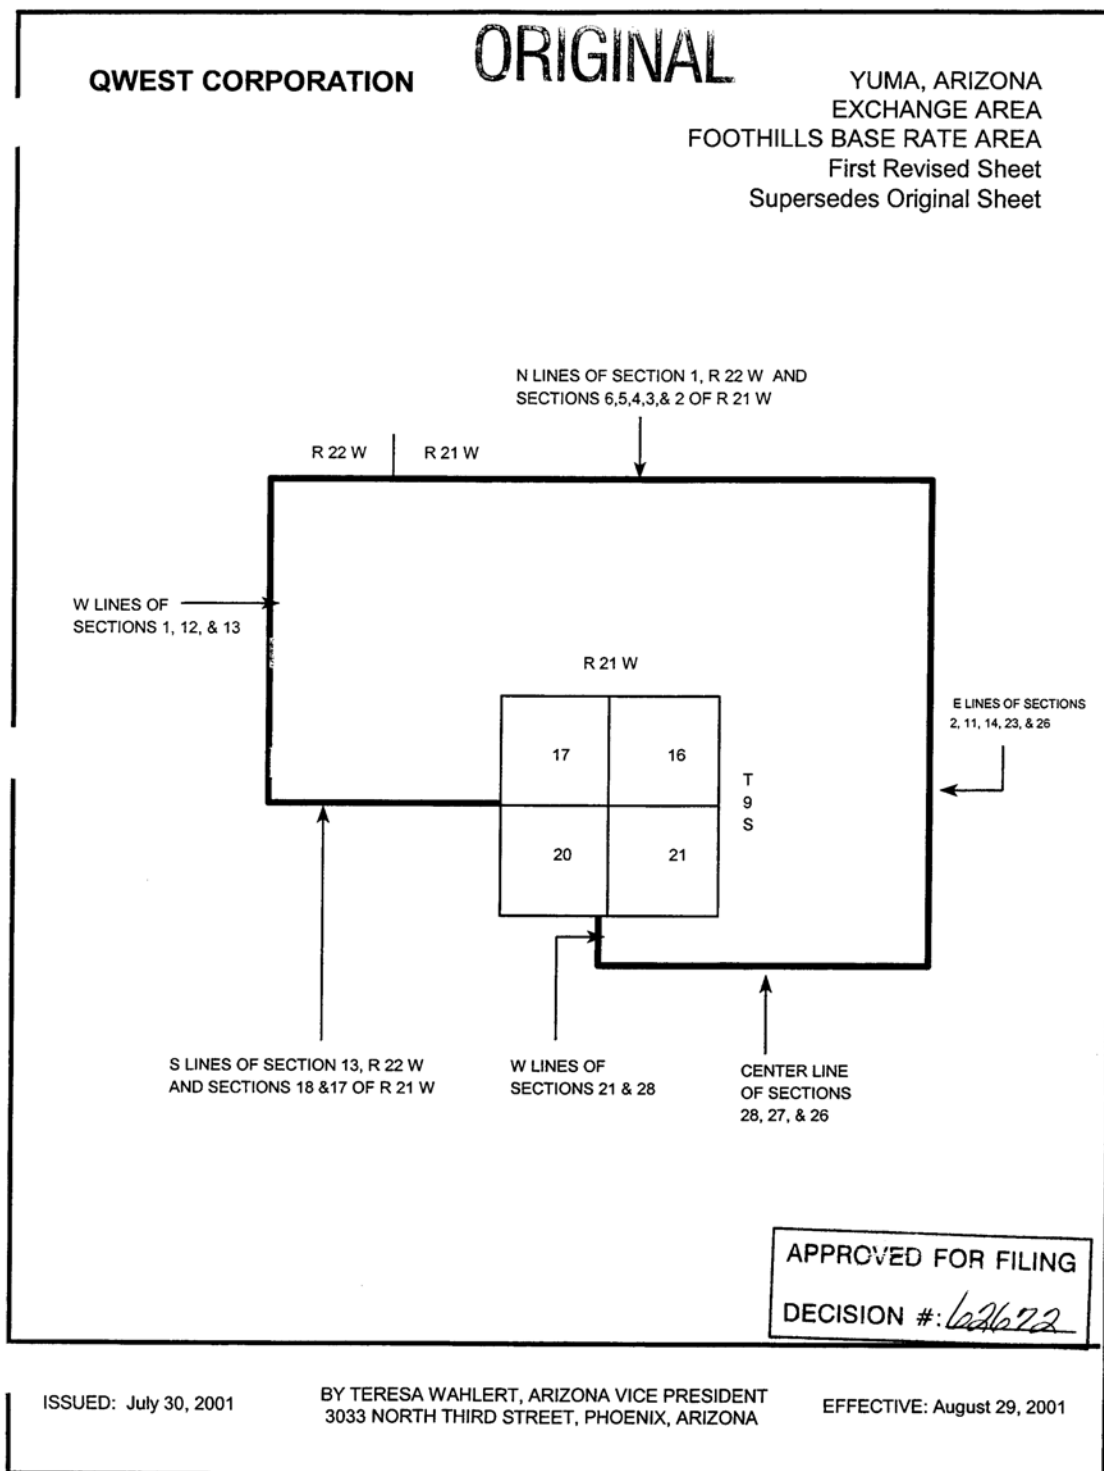 ORIGINAL
QWEST CORPORATION
YUMA, ARIZONA
EXCHANGE AREA
FOOTHILLS BASE RATE AREA
First Revised Sheet
Supersedes Original Sheet
N LINES OF SECTION 1, R 22 W AND
SECTIONS 6,5,4,3,& 2 OF R 21 W
R 22 W
R 21 W
W LINES OF
SECTIONS 1, 12, & 13
R 21 W
E LINES OF SECTIONS
2, 11, 14, 23, & 26
17
16
T
9
S
20
21
S LINES OF SECTION 13, R 22 W
AND SECTIONS 18 &17 OF R 21 W
W LINES OF
SECTIONS 21 & 28
CENTER LINE
OF SECTIONS
28, 27, & 26
APPROVED FOR FILING
DECISION #: 62672
ISSUED: July 30, 2001
BY TERESA WAHLERT, ARIZONA VICE PRESIDENT
3033 NORTH THIRD STREET, PHOENIX, ARIZONA
EFFECTIVE: August 29, 2001